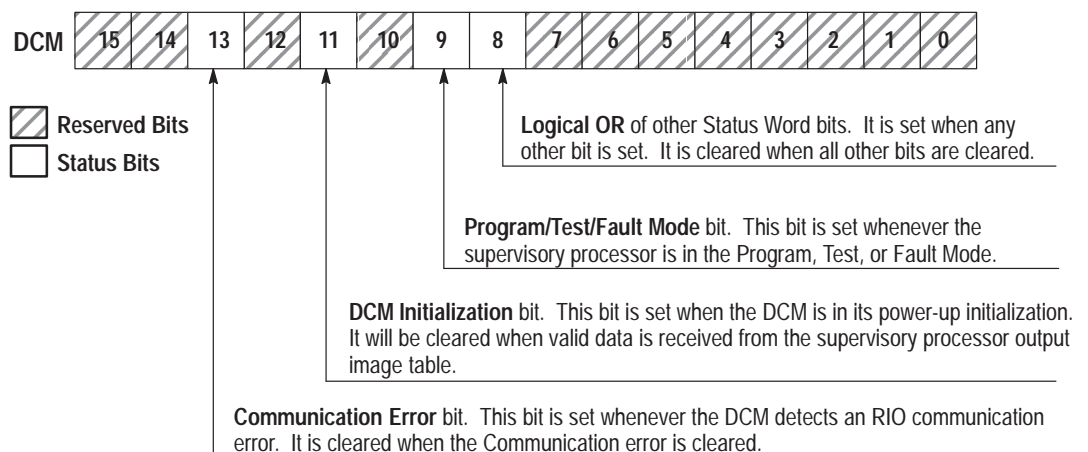 DCM 15 14 13 12 11 10 9 8 7 6 5 4 3 2 1 0
Reserved Bits
Status Bits
Logical OR of other Status Word bits. It is set when any
other bit is set. It is cleared when all other bits are cleared.
Program/Test/Fault Mode bit. This bit is set whenever the
supervisory processor is in the Program, Test, or Fault Mode.
DCM Initialization bit. This bit is set when the DCM is in its power-up initialization.
It will be cleared when valid data is received from the supervisory processor output
image table.
Communication Error bit. This bit is set whenever the DCM detects an RIO communication
error. It is cleared when the Communication error is cleared.